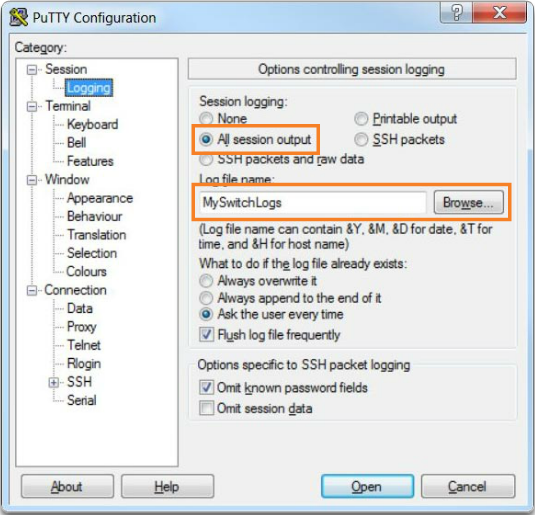 PuTTY Configuration
?
Category:
Session
Logging
Terminal
Keyboard
Bell
Features
Window
Appearance
Behaviour
Translation
Selection
Colours
Connection
Data
Proxy
Telnet
Rlogin
SSH
Serial
Options controlling session logging
Session logging:
None
Printable output
All session output
SSH packets
SSH packets and raw data
Log file name:
MySwitchLogs
Browse...
(Log file name can contain &Y, &M, &D for date, &T for
time, and &H for host name)
What to do if the log file already exists:
Always overwrite it
Always append to the end of it
Ask the user every time
Flush log file frequently
Options specific to SSH packet logging
Omit known password fields
Omit session data
About
Help
Open
Cancel